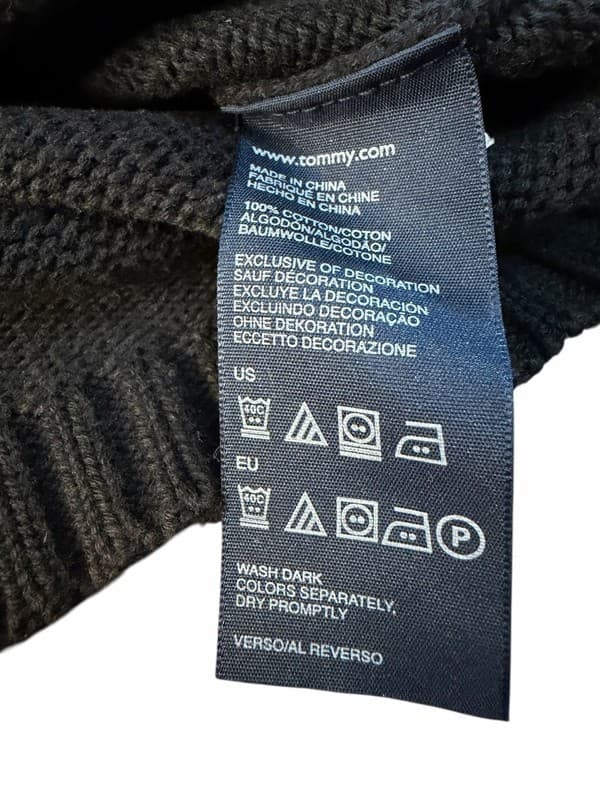 www.tommy.com
MADE IN CHINA
FABRIQUÉ EN CHINE
HECHO EN CHINA
100% COTTON/COTON
ALGODÓN/ALGODÃO/
BAUMWOLLE/COTONE
EXCLUSIVE OF DECORATION
SAUF DÉCORATION
EXCLUYE LA DECORACIÓN
EXCLUINDO DECORAÇÃO
OHNE DEKORATION
ECCETTO DECORAZIONE
US
40C
EU
40C P
WASH DARK
COLORS SEPARATELY,
DRY PROMPTLY
VERSO/AL REVERSO